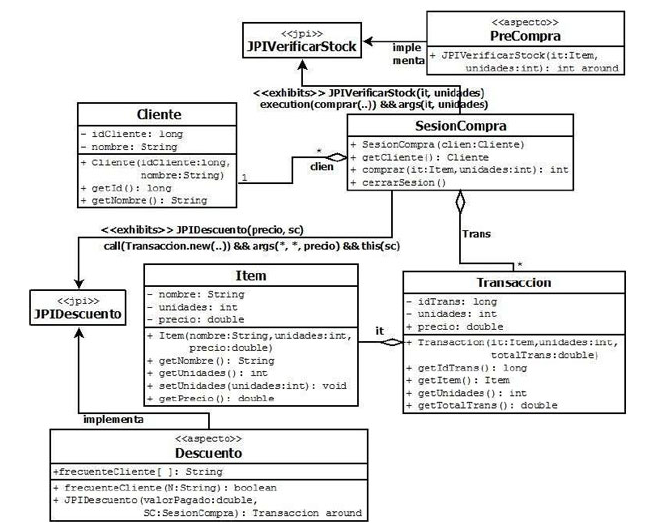 <<aspecto>>
PreCompra
+ JPIVerificarStock(it:Item,
unidades:int): int around
<<jpi>>
JPIVerificarStock
imple
menta
<<exhibits>> JPIVerificarStock(it, unidades)
execution(comprar(..)) && args(it, unidades)
Cliente
- idCliente: long
- nombre: String
+ Cliente(idCliente:long,
nombre:String)
+ getId(): long
+ getNombre(): String
1
*
clien
SesionCompra
+ SesionCompra(clien:Cliente)
+ getCliente(): Cliente
+ comprar(it:Item,unidades:int): int
+ cerrarSesion()
<<exhibits>> JPIDescuento(precio, sc)
call(Transaccion.new(..)) && args(*, *, precio) && this(sc)
Trans
*
<<jpi>>
JPIDescuento
Item
- nombre: String
- unidades: int
- precio: double
+ Item(nombre:String,unidades:int,
precio:double)
+ getNombre(): String
+ getUnidades(): int
+ setUnidades(unidades:int): void
+ getPrecio(): double
it
Transaccion
- idTrans: long
- unidades: int
+ precio: double
+ Transaction(it:Item,unidades:int,
totalTrans:double)
+ getIdTrans(): long
+ getItem(): Item
+ getUnidades(): int
+ getTotalTrans(): double
implementa
<<aspecto>>
Descuento
+frecuenteCliente[ ]: String
+ frecuenteCliente(N:String): boolean
+ JPIDescuento(valorPagado:double,
SC:SesionCompra): Transaccion around